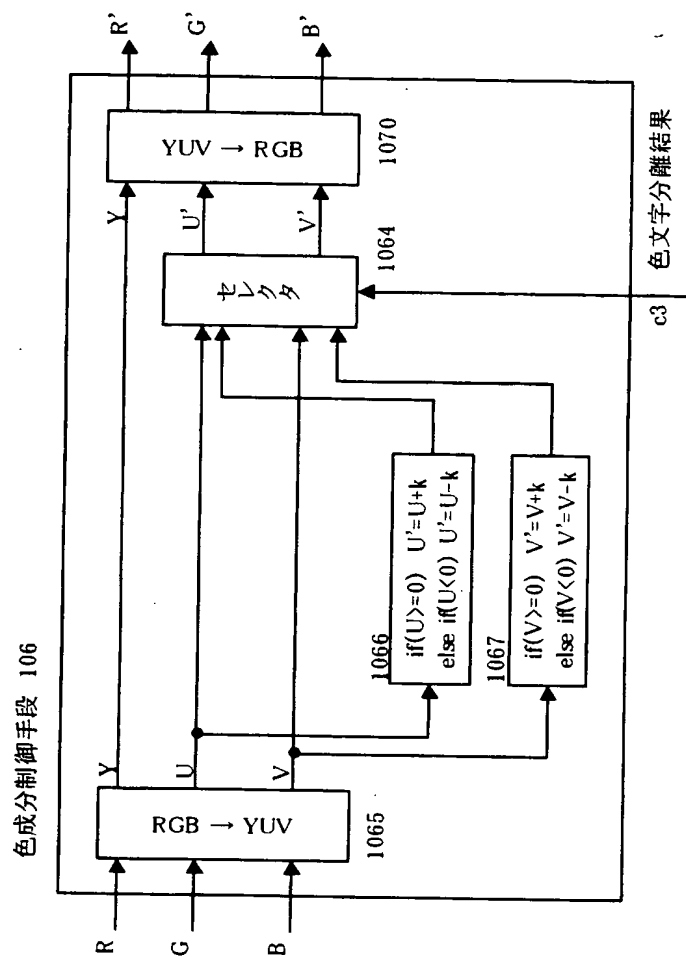 色成分制御手段 106
R
G
B
RGB → YUV
1065
Y
U
V
1066
if(U>=0) U'=U+k
else if(U<0) U'=U-k
1067
if(V>=0) V'=V+k
else if(V<0) V'=V-k
セレクタ
1064
c3 色文字分離結果
Y
U'
V'
YUV → RGB
1070
R'
G'
B'